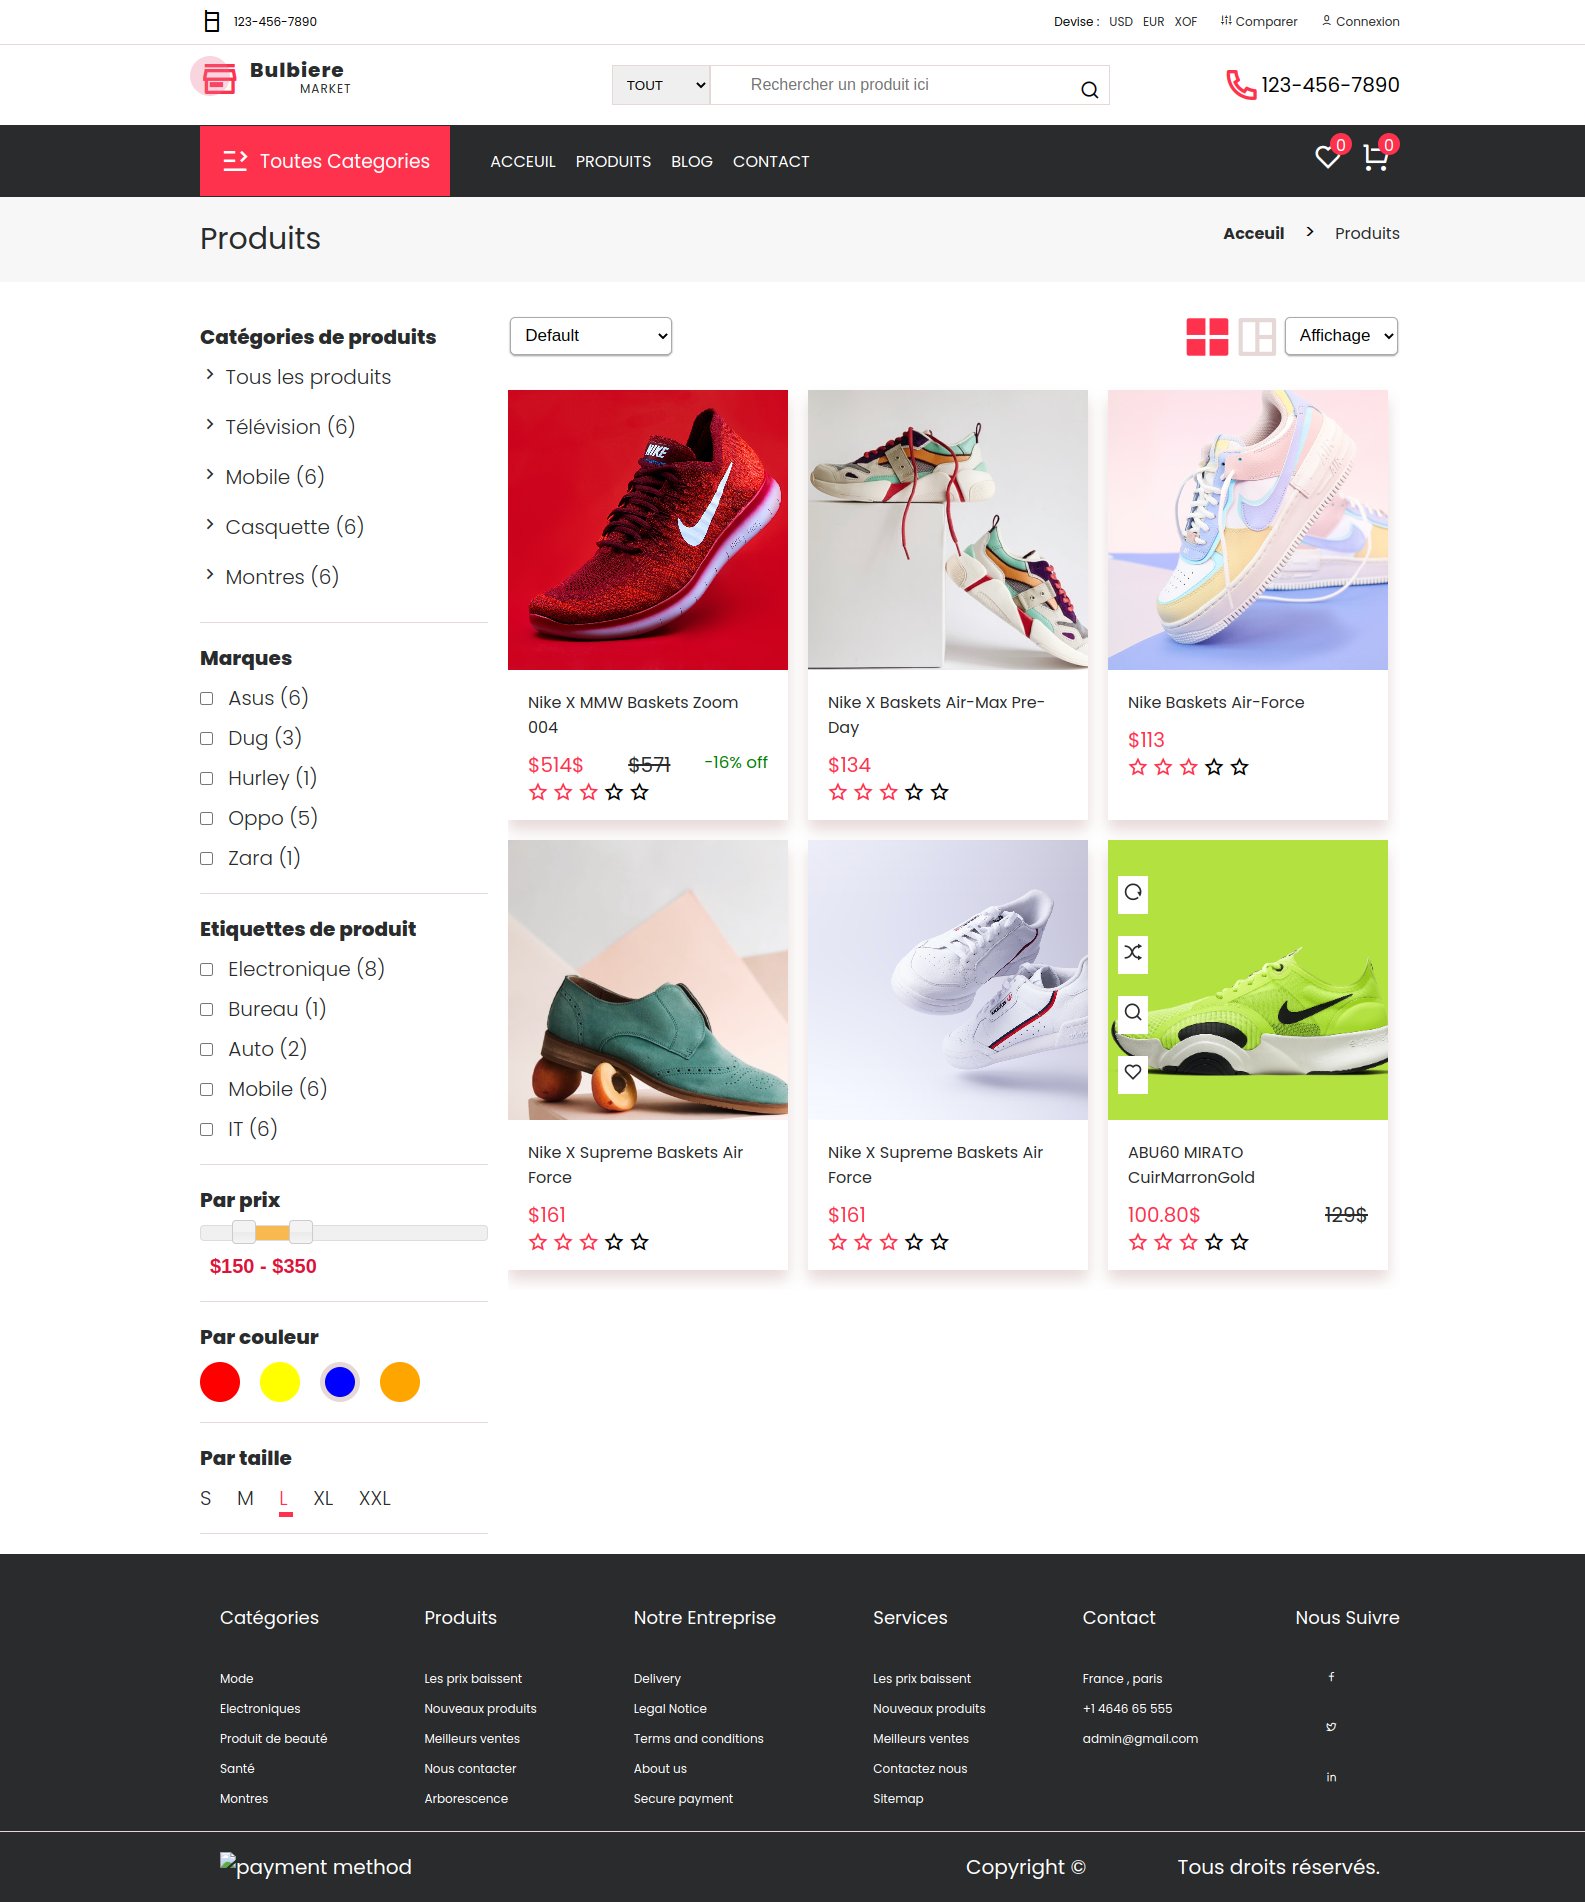 123-456-7890
Devise : USD EUR XOF Comparer Connexion
Bulbiere
MARKET
TOUT
Rechercher un produit ici
123-456-7890
Toutes Categories
ACCEUIL PRODUITS BLOG CONTACT
0 0
Produits
Acceuil > Produits
Catégories de produits
Tous les produits
Télévision (6)
Mobile (6)
Casquette (6)
Montres (6)
Marques
Asus (6)
Dug (3)
Hurley (1)
Oppo (5)
Zara (1)
Etiquettes de produit
Electronique (8)
Bureau (1)
Auto (2)
Mobile (6)
IT (6)
Par prix
$150 - $350
Par couleur
Par taille
S M L XL XXL
Default
Affichage
NIKE
Nike X MMW Baskets Zoom
004
$514$ $571 -16% off
Nike X Baskets Air-Max Pre-
Day
$134
Nike Baskets Air-Force
$113
Nike X Supreme Baskets Air
Force
$161
Nike X Supreme Baskets Air
Force
$161
ABU60 MIRATO
CuirMarronGold
100.80$ 129$
Catégories
Mode
Electroniques
Produit de beauté
Santé
Montres
Produits
Les prix baissent
Nouveaux produits
Meilleurs ventes
Nous contacter
Arborescence
Notre Entreprise
Delivery
Legal Notice
Terms and conditions
About us
Secure payment
Services
Les prix baissent
Nouveaux produits
Meilleurs ventes
Contactez nous
Sitemap
Contact
France , paris
+1 4646 65 555
admin@gmail.com
Nous Suivre
payment method
Copyright © Tous droits réservés.